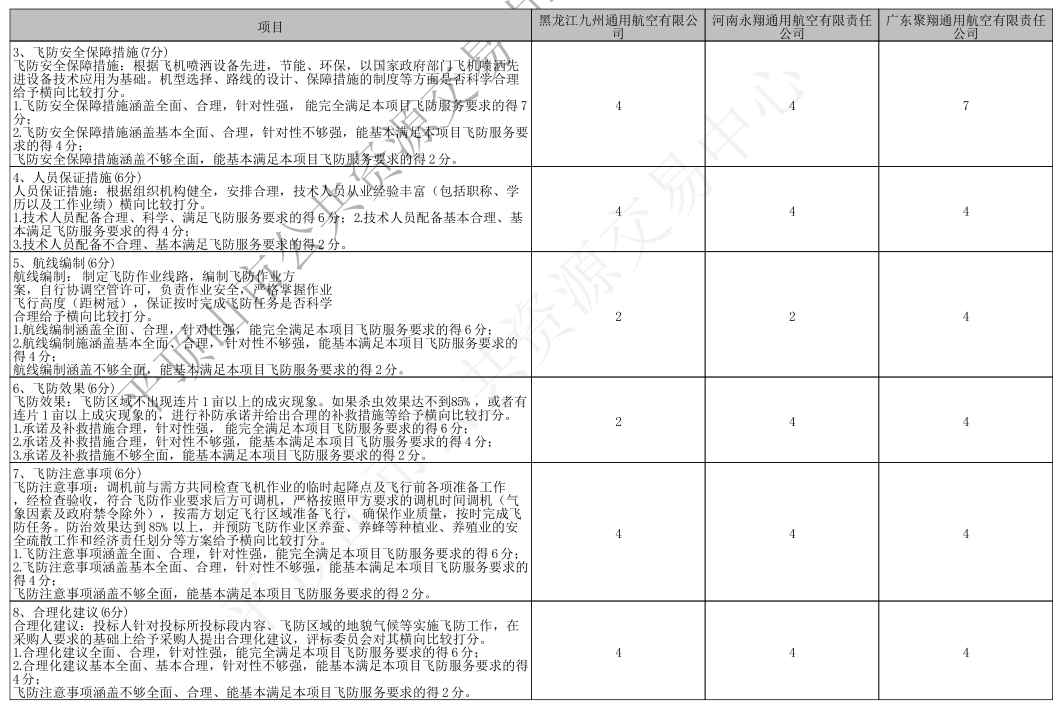 项目
黑龙江九州通用航空有限公
司
河南永翔通用航空有限责任
公司
广东聚翔通用航空有限责任
公司
3、飞防安全保障措施(7分)
飞防安全保障措施：根据飞机喷洒设备先进，节能、环保，以国家政府部门飞机喷洒先
进设备技术应用为基础。机型选择、路线的设计、保障措施的制度等方面是否科学合理
给予横向比较打分。
1.飞防安全保障措施涵盖全面、合理，针对性强， 能完全满足本项目飞防服务要求的得7
分；
2.飞防安全保障措施涵盖基本全面、合理，针对性不够强，能基本满足本项目飞防服务要
求的得4分；
飞防安全保障措施涵盖不够全面，能基本满足本项目飞防服务要求的得2分。
4
4
7
4、人员保证措施(6分)
人员保证措施：根据组织机构健全，安排合理，技术人员从业经验丰富（包括职称、学
历以及工作业绩）横向比较打分。
1.技术人员配备合理、科学、满足飞防服务要求的得6分；2.技术人员配备基本合理、基
本满足飞防服务要求的得4分；
3.技术人员配备不合理、基本满足飞防服务要求的得2分。
4
4
4
5、航线编制(6分)
航线编制： 制定飞防作业线路，编制飞防作业方
案，自行协调空管许可，负责作业安全，严格掌握作业
飞行高度（距树冠），保证按时完成飞防任务是否科学
合理给予横向比较打分。
1.航线编制涵盖全面、合理，针对性强，能完全满足本项目飞防服务要求的得6分；
2.航线编制施涵盖基本全面、合理， 针对性不够强，能基本满足本项目飞防服务要求的
得4分；
航线编制涵盖不够全面，能基本满足本项目飞防服务要求的得2分。
2
2
4
6、飞防效果(6分)
飞防效果：飞防区域不出现连片1亩以上的成灾现象。如果杀虫效果达不到85%，或者有
连片1亩以上成灾现象的，进行补防承诺并给出合理的补救措施等给予横向比较打分。
1.承诺及补救措施合理，针对性强， 能完全满足本项目飞防服务要求的得6分；
2.承诺及补救措施合理，针对性不够强，能基本满足本项目飞防服务要求的得4分；
3.承诺及补救措施不够全面，能基本满足本项目飞防服务要求的得2分。
2
4
4
7、飞防注意事项(6分)
飞防注意事项：调机前与需方共同检查飞机作业的临时起降点及飞行前各项准备工作
，经检查验收，符合飞防作业要求后方可调机，严格按照甲方要求的调机时间调机（气
象因素及政府禁令除外），按需方划定飞行区域准备飞行， 确保作业质量，按时完成飞
防任务。防治效果达到85%以上，并预防飞防作业区养蚕、养蜂等种植业、养殖业的安
全疏散工作和经济责任划分等方案给予横向比较打分。
1.飞防注意事项涵盖全面、合理，针对性强，能完全满足本项目飞防服务要求的得6分；
2.飞防注意事项涵盖基本全面、合理，针对性不够强，能基本满足本项目飞防服务要求的
得4分；
飞防注意事项涵盖不够全面，能基本满足本项目飞防服务要求的得2分。
4
4
4
8、合理化建议(6分)
合理化建议：投标人针对投标所投标段内容、飞防区域的地貌气候等实施飞防工作，在
采购人要求的基础上给予采购人提出合理化建议，评标委员会对其横向比较打分。
1.合理化建议全面、合理，针对性强，能完全满足本项目飞防服务要求的得6分；
2.合理化建议基本全面、基本合理，针对性不够强，能基本满足本项目飞防服务要求的得
4分；
飞防注意事项涵盖不够全面、合理、能基本满足本项目飞防服务要求的得2分。
4
4
4
平顶山市公共资源交易
平顶山市公共资源交易中心